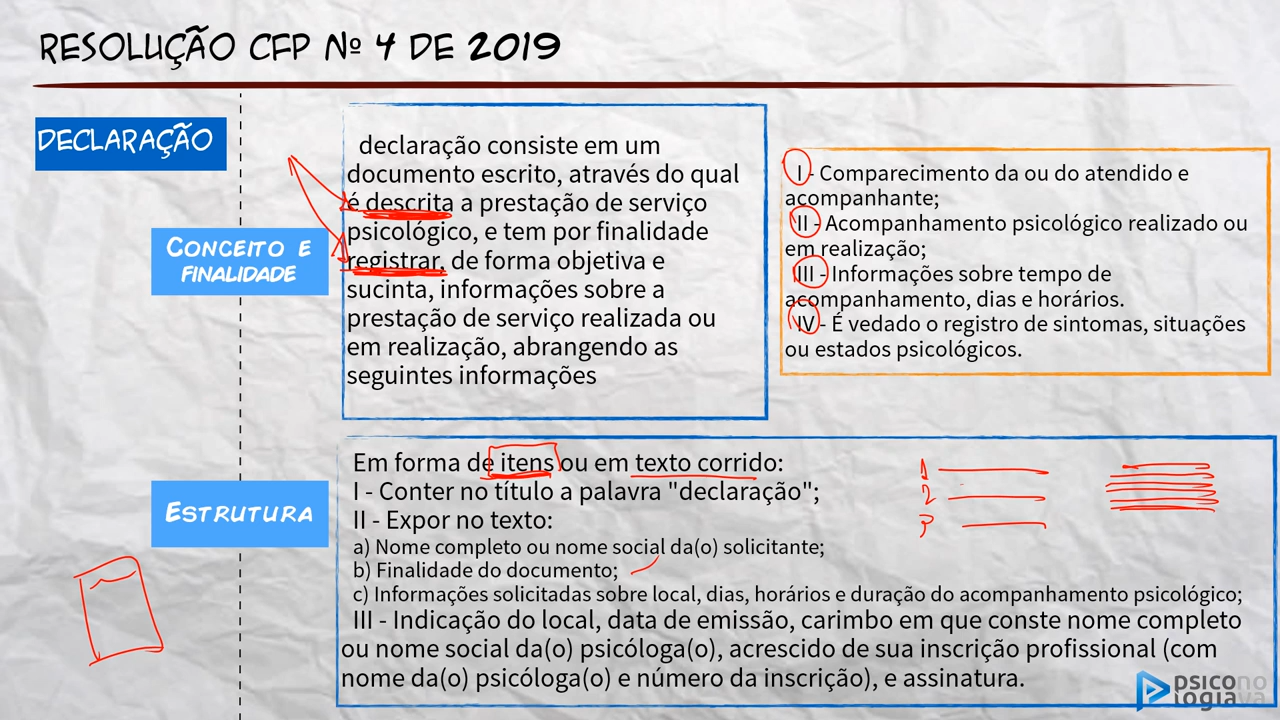 RESOLUÇÃO CFP Nº 4 DE 2019
DECLARAÇÃO
CONCEITO E
FINALIDADE
declaração consiste em um
documento escrito, através do qual
é descrita a prestação de serviço
psicológico, e tem por finalidade
registrar, de forma objetiva e
sucinta, informações sobre a
prestação de serviço realizada ou
em realização, abrangendo as
seguintes informações
I - Comparecimento da ou do atendido e
acompanhante;
II - Acompanhamento psicológico realizado ou
em realização;
III - Informações sobre tempo de
acompanhamento, dias e horários.
IV - É vedado o registro de sintomas, situações
ou estados psicológicos.
ESTRUTURA
Em forma de itens ou em texto corrido:
I - Conter no título a palavra "declaração";
II - Expor no texto:
a) Nome completo ou nome social da(o) solicitante;
b) Finalidade do documento;
c) Informações solicitadas sobre local, dias, horários e duração do acompanhamento psicológico;
III - Indicação do local, data de emissão, carimbo em que conste nome completo
ou nome social da(o) psicóloga(o), acrescido de sua inscrição profissional (com
nome da(o) psicóloga(o) e número da inscrição), e assinatura.
1
2
3
psicono
logiava